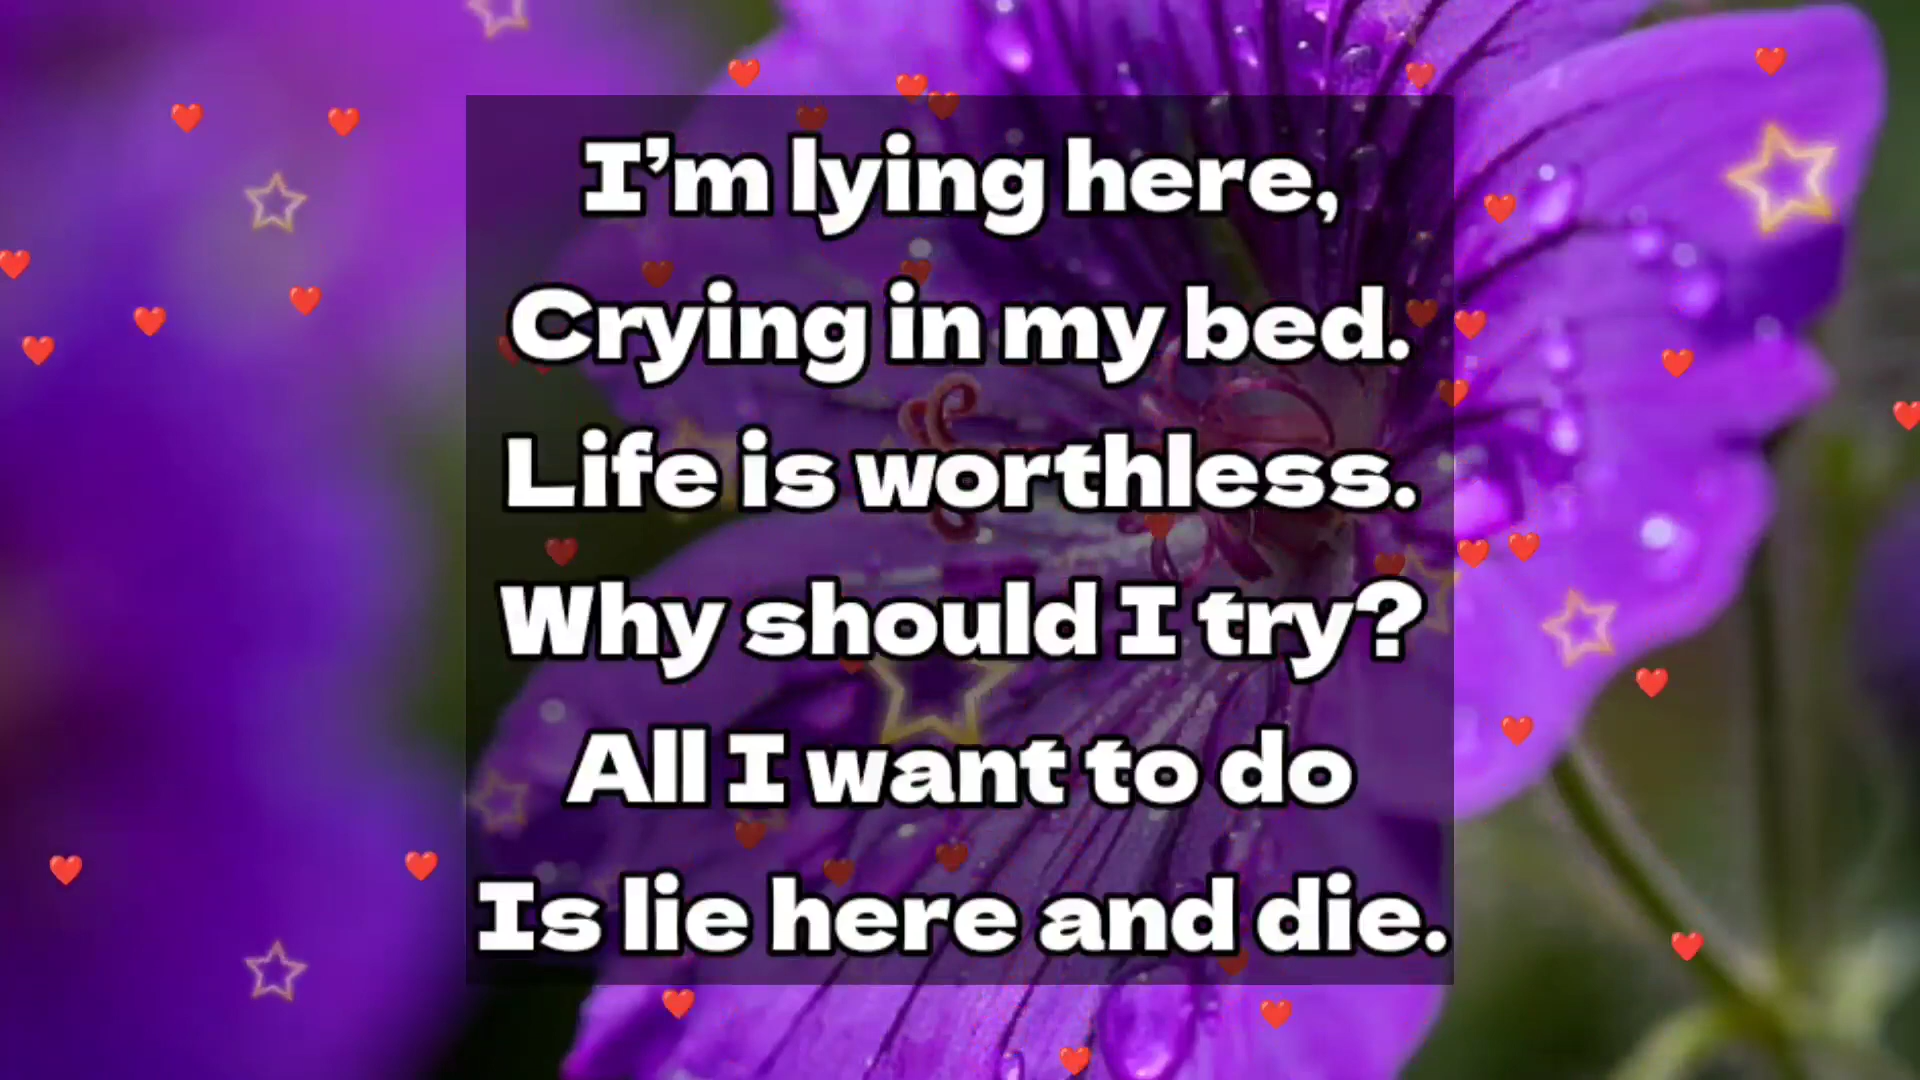 I’m lying here,
Crying in my bed.
Life is worthless.
Why should I try?
All I want to do
Is lie here and die.